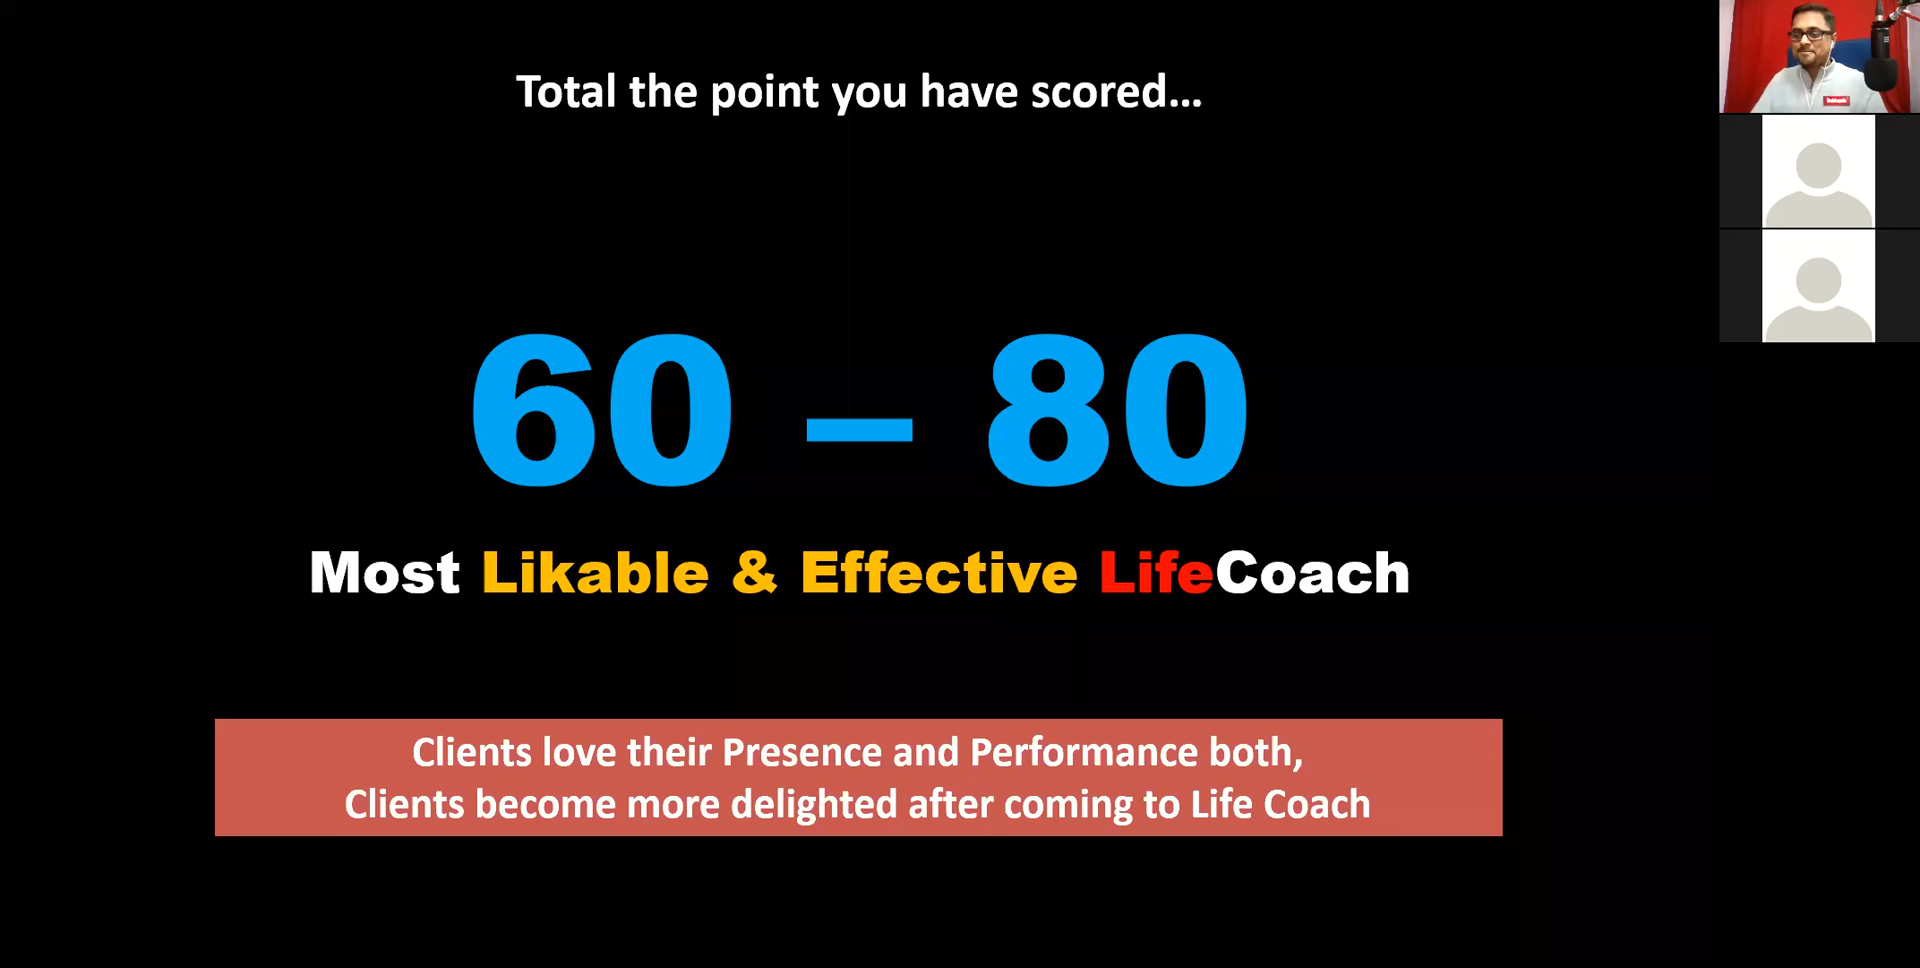 Total the point you have scored...
60 – 80
Most Likable & Effective LifeCoach
Clients love their Presence and Performance both,
Clients become more delighted after coming to Life Coach